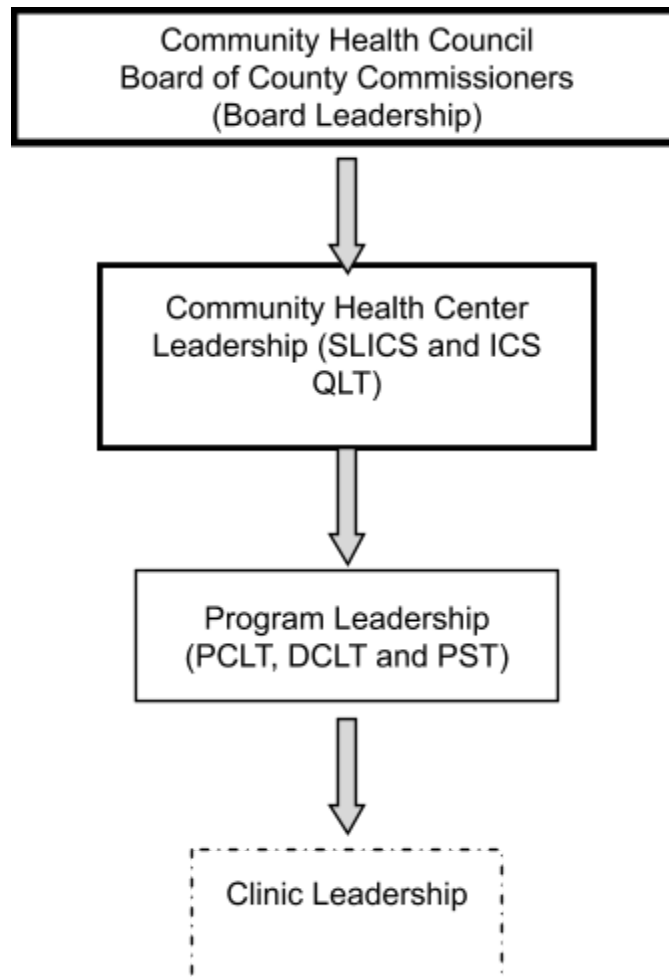 Community Health Council
Board of County Commissioners
(Board Leadership)
Community Health Center
Leadership (SLICS and ICS
QLT)
Program Leadership
(PCLT, DCLT and PST)
Clinic Leadership